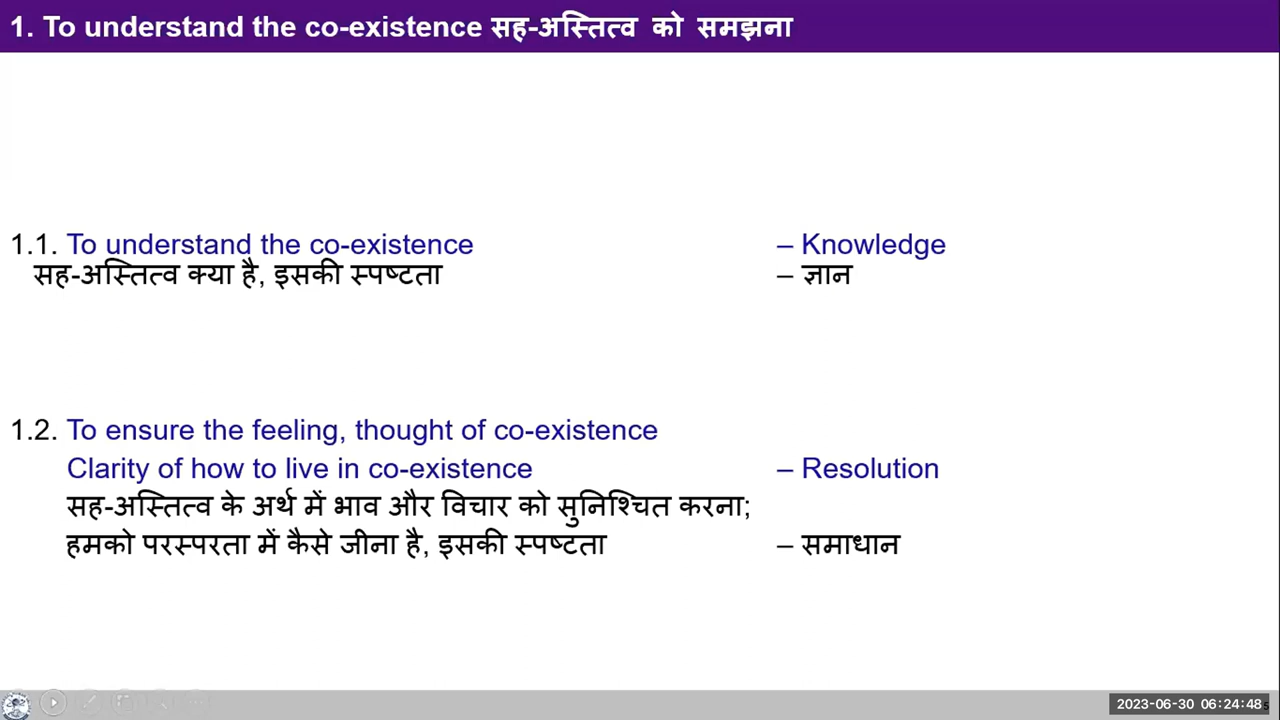 1. To understand the co-existence सह-अस्तित्व को समझना
1.1. To understand the co-existence – Knowledge
सह-अस्तित्व क्या है, इसकी स्पष्टता – ज्ञान
1.2. To ensure the feeling, thought of co-existence
Clarity of how to live in co-existence – Resolution
सह-अस्तित्व के अर्थ में भाव और विचार को सुनिश्चित करना;
हमको परस्परता में कैसे जीना है, इसकी स्पष्टता – समाधान
2023-06-30 06:24:48